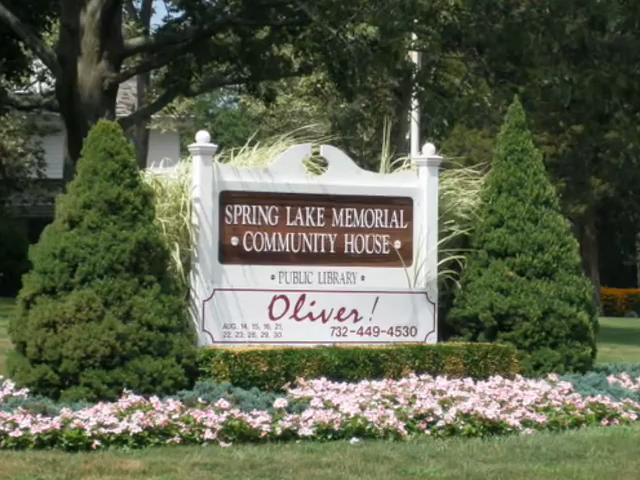 SPRING LAKE MEMORIAL
COMMUNITY HOUSE
PUBLIC LIBRARY
Oliver!
AUG. 14, 15, 16, 21,
22, 23, 28, 29, 30
732-449-4530